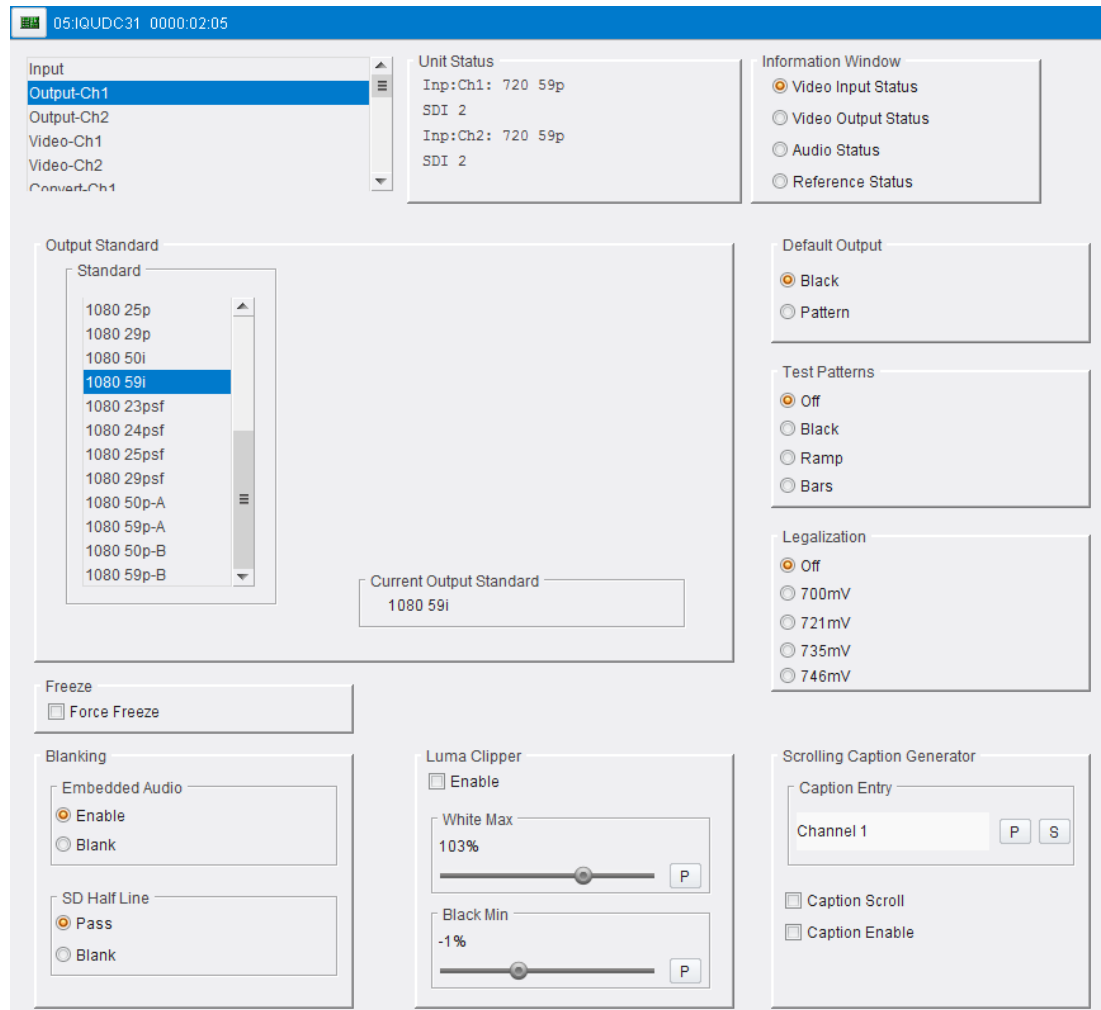 05:IQUDC31 0000:02:05
Input
Output-Ch1
Output-Ch2
Video-Ch1
Video-Ch2
Convert-Ch1
Unit Status
Inp:Ch1: 720 59p
SDI 2
Inp:Ch2: 720 59p
SDI 2
Information Window
Video Input Status
Video Output Status
Audio Status
Reference Status
Output Standard
Standard
1080 25p
1080 29p
1080 50i
1080 59i
1080 23psf
1080 24psf
1080 25psf
1080 29psf
1080 50p-A
1080 59p-A
1080 50p-B
1080 59p-B
Current Output Standard
1080 59i
Default Output
Black
Pattern
Test Patterns
Off
Black
Ramp
Bars
Legalization
Off
700mV
721mV
735mV
746mV
Freeze
Force Freeze
Blanking
Embedded Audio
Enable
Blank
SD Half Line
Pass
Blank
Luma Clipper
Enable
White Max
103%
P
Black Min
-1%
P
Scrolling Caption Generator
Caption Entry
Channel 1 P S
Caption Scroll
Caption Enable